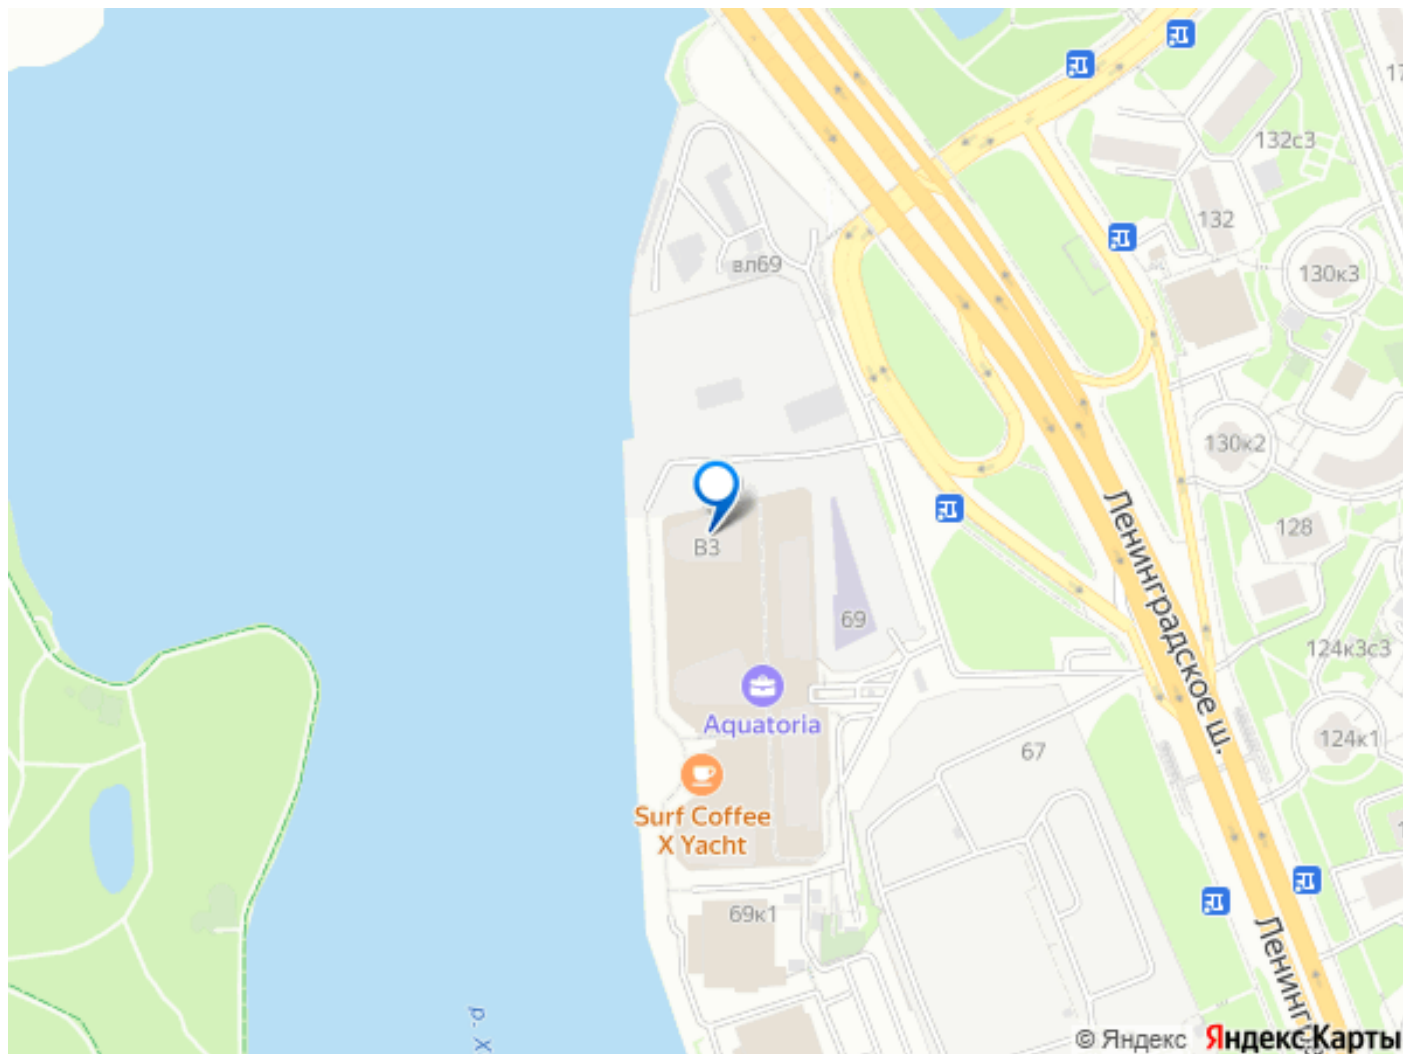 132с3
132
вл69
130к3
130к2
Ленинградское ш.
128
В3
69
124к3с3
Aquatoria
67
124к1
Surf Coffee
X Yacht
69к1
© Яндекс
Яндекс Карты